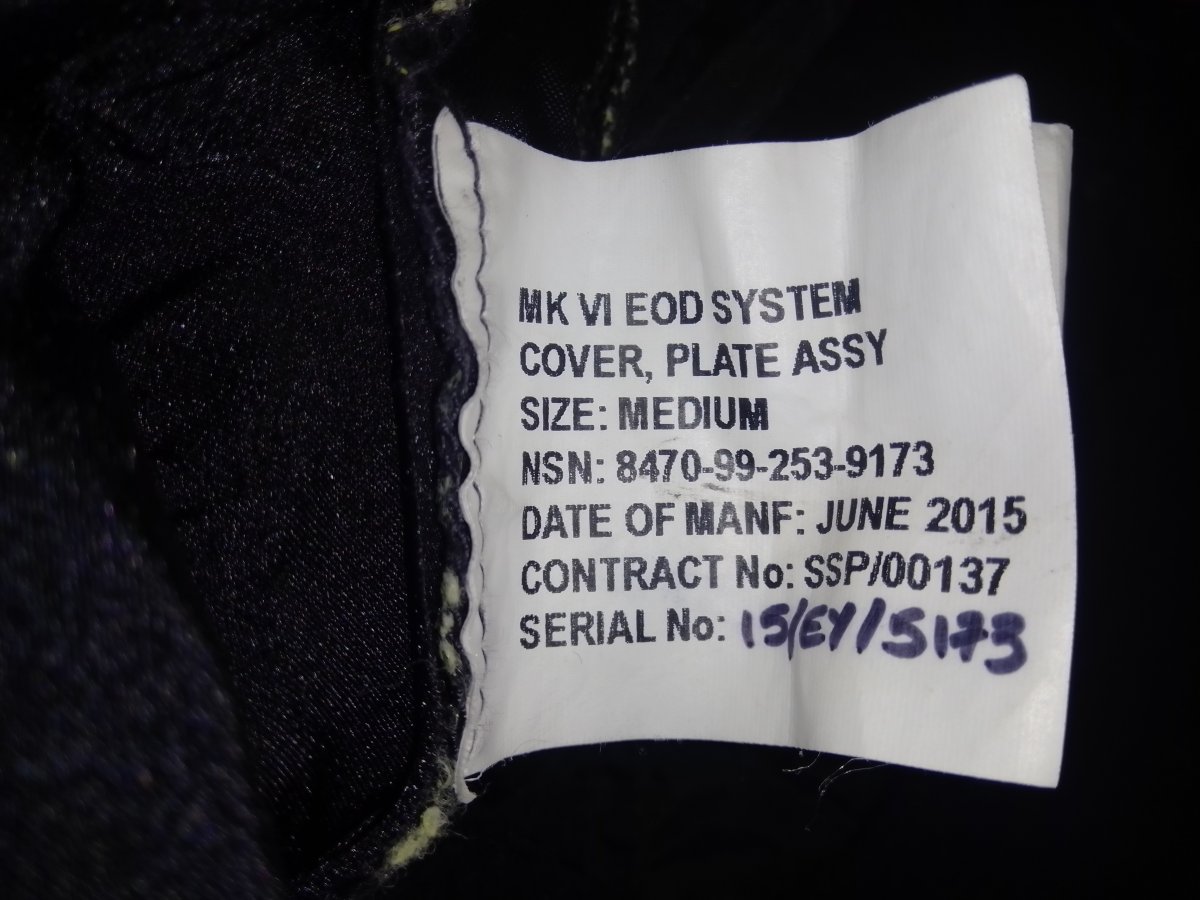 MK VI EOD SYSTEM
COVER, PLATE ASSY
SIZE: MEDIUM
NSN: 8470-99-253-9173
DATE OF MANF: JUNE 2015
CONTRACT No: SSP/00137
SERIAL No: 15/EY/5173